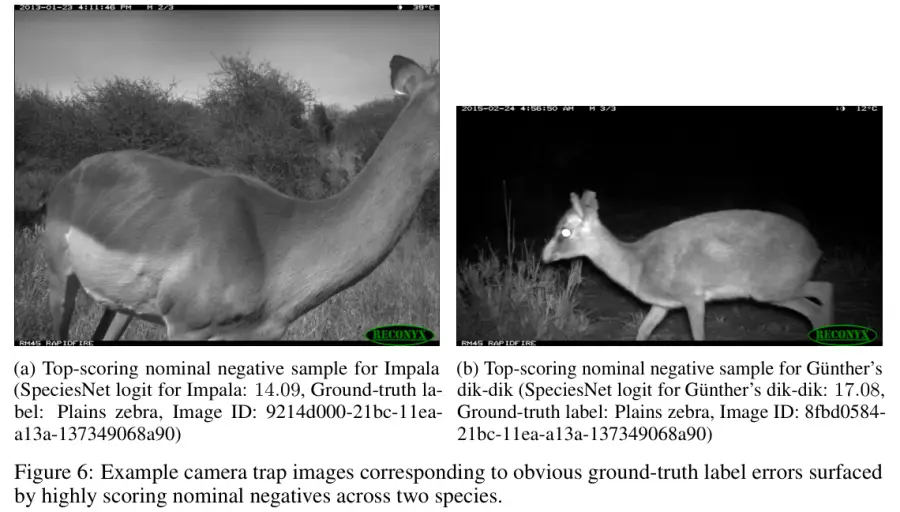 2013-01-23 4:11:46 PM M 2/3 39°C
2015-02-24 4:56:50 AM M 3/3 12°C
RM45 RAPIDFIRE RECONYX
RM45 RAPIDFIRE RECONYX
(a) Top-scoring nominal negative sample for Impala
(SpeciesNet logit for Impala: 14.09, Ground-truth la-
bel: Plains zebra, Image ID: 9214d000-21bc-11ea-
a13a-137349068a90)
(b) Top-scoring nominal negative sample for Günther’s
dik-dik (SpeciesNet logit for Günther’s dik-dik: 17.08,
Ground-truth label: Plains zebra, Image ID: 8fbd0584-
21bc-11ea-a13a-137349068a90)
Figure 6: Example camera trap images corresponding to obvious ground-truth label errors surfaced
by highly scoring nominal negatives across two species.